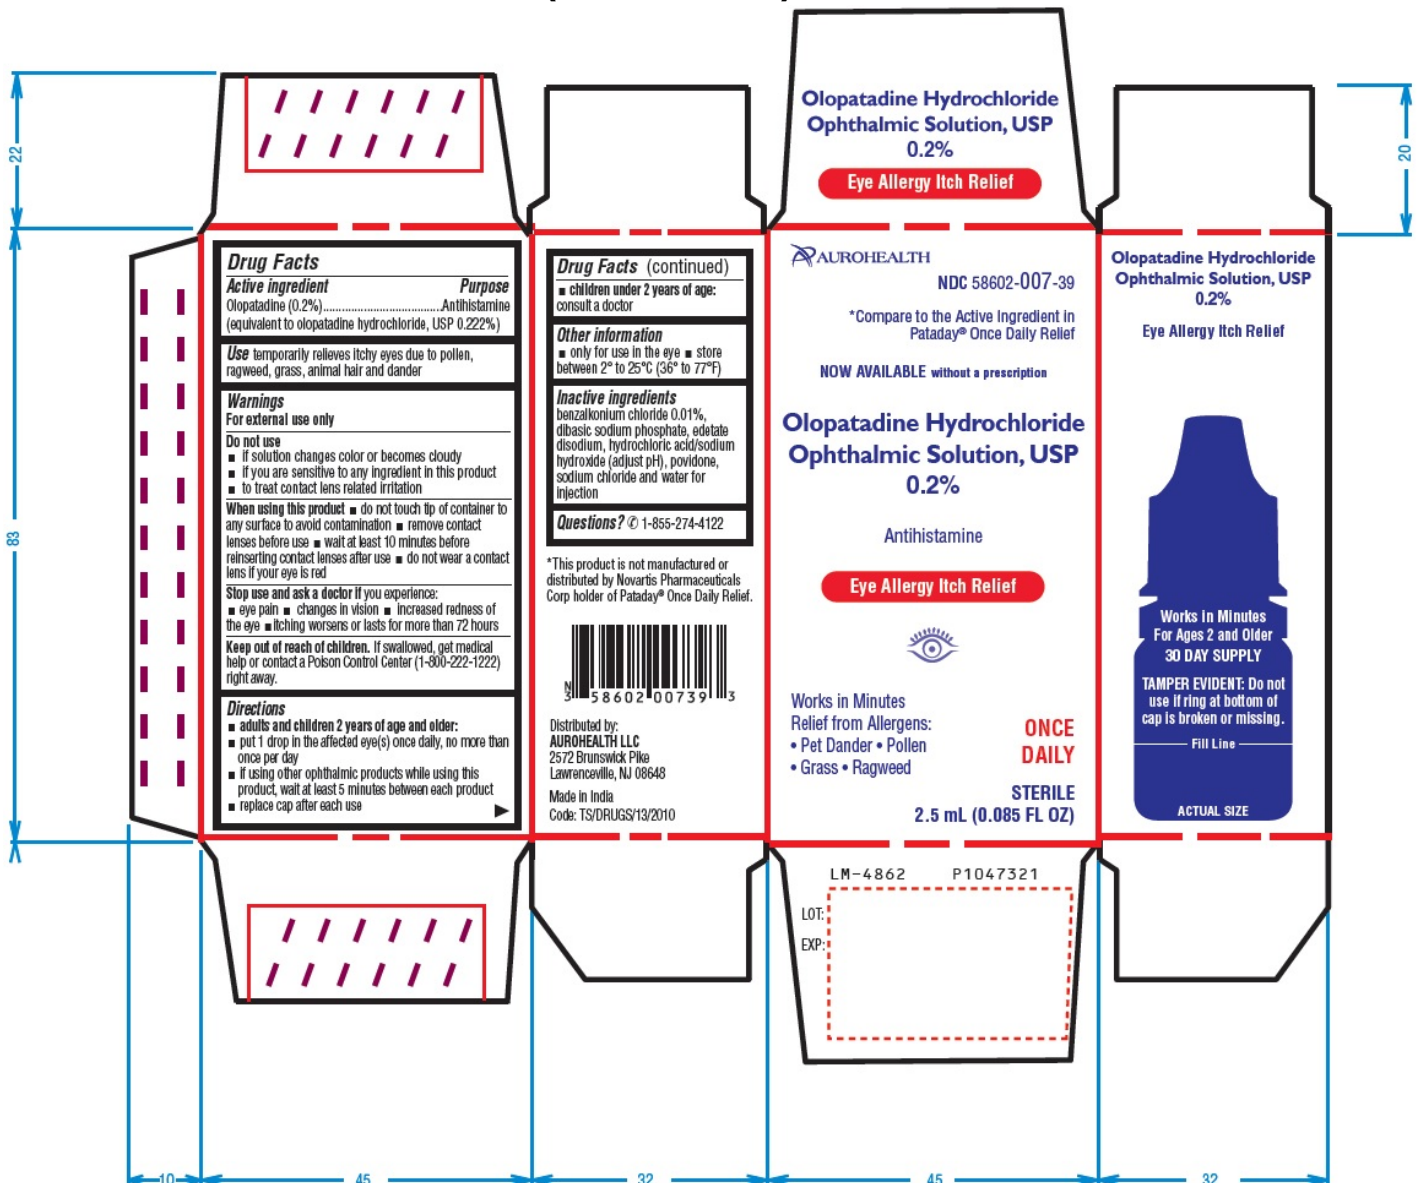 Olopatadine Hydrochloride
Ophthalmic Solution, USP
0.2%
Eye Allergy Itch Relief
22
20
83
Drug Facts
Active ingredient Purpose
Olopatadine (0.2%)........................................Antihistamine
(equivalent to olopatadine hydrochloride, USP 0.222%)
Use temporarily relieves itchy eyes due to pollen,
ragweed, grass, animal hair and dander
Warnings
For external use only
Do not use
■ if solution changes color or becomes cloudy
■ if you are sensitive to any ingredient in this product
■ to treat contact lens related irritation
When using this product ■ do not touch tip of container to
any surface to avoid contamination ■ remove contact
lenses before use ■ wait at least 10 minutes before
reinserting contact lenses after use ■ do not wear a contact
lens if your eye is red
Stop use and ask a doctor if you experience:
■ eye pain ■ changes in vision ■ increased redness of
the eye ■ itching worsens or lasts for more than 72 hours
Keep out of reach of children. If swallowed, get medical
help or contact a Poison Control Center (1-800-222-1222)
right away.
Directions
■ adults and children 2 years of age and older:
■ put 1 drop in the affected eye(s) once daily, no more than
once per day
■ if using other ophthalmic products while using this
product, wait at least 5 minutes between each product
■ replace cap after each use
Drug Facts (continued)
■ children under 2 years of age:
consult a doctor
Other information
■ only for use in the eye ■ store
between 2° to 25°C (36° to 77°F)
Inactive ingredients
benzalkonium chloride 0.01%,
dibasic sodium phosphate, edetate
disodium, hydrochloric acid/sodium
hydroxide (adjust pH), povidone,
sodium chloride and water for
injection
Questions? ✆ 1-855-274-4122
*This product is not manufactured or
distributed by Novartis Pharmaceuticals
Corp holder of Pataday® Once Daily Relief.
N
3 58602 00739 3
Distributed by:
AUROHEALTH LLC
2572 Brunswick Pike
Lawrenceville, NJ 08648
Made in India
Code: TS/DRUGS/13/2010
AUROHEALTH
NDC 58602-007-39
*Compare to the Active Ingredient in
Pataday® Once Daily Relief
NOW AVAILABLE without a prescription
Olopatadine Hydrochloride
Ophthalmic Solution, USP
0.2%
Antihistamine
Eye Allergy Itch Relief
Works in Minutes
Relief from Allergens:
• Pet Dander • Pollen
• Grass • Ragweed
ONCE
DAILY
STERILE
2.5 mL (0.085 FL OZ)
LM-4862 P1047321
LOT:
EXP:
Olopatadine Hydrochloride
Ophthalmic Solution, USP
0.2%
Eye Allergy Itch Relief
Works in Minutes
For Ages 2 and Older
30 DAY SUPPLY
TAMPER EVIDENT: Do not
use if ring at bottom of
cap is broken or missing.
Fill Line
ACTUAL SIZE
10 45 32 45 32